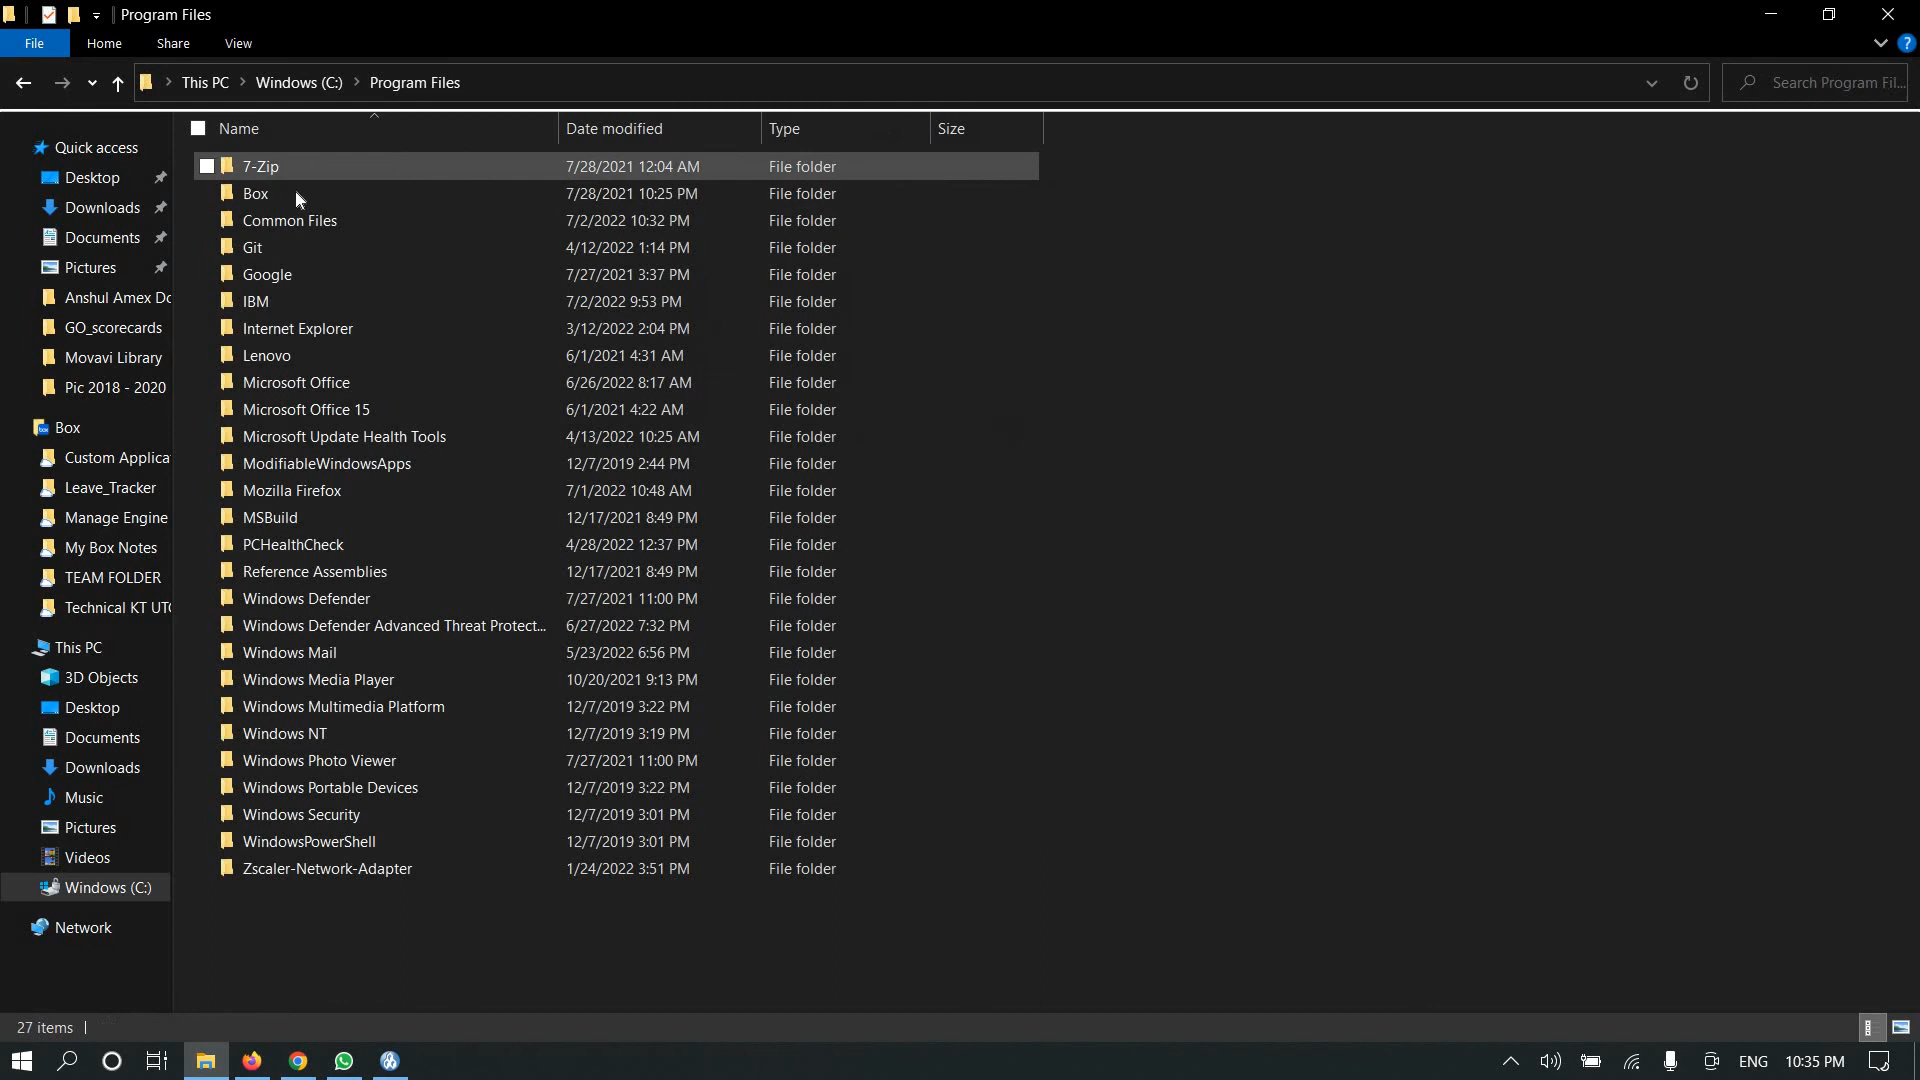 Program Files
File Home Share View
This PC Windows (C:) Program Files Search Program Fil...
Name Date modified Type Size
7-Zip 7/28/2021 12:04 AM File folder
Box 7/28/2021 10:25 PM File folder
Common Files 7/2/2022 10:32 PM File folder
Git 4/12/2022 1:14 PM File folder
Google 7/27/2021 3:37 PM File folder
IBM 7/2/2022 9:53 PM File folder
Internet Explorer 3/12/2022 2:04 PM File folder
Lenovo 6/1/2021 4:31 AM File folder
Microsoft Office 6/26/2022 8:17 AM File folder
Microsoft Office 15 6/1/2021 4:22 AM File folder
Microsoft Update Health Tools 4/13/2022 10:25 AM File folder
ModifiableWindowsApps 12/7/2019 2:44 PM File folder
Mozilla Firefox 7/1/2022 10:48 AM File folder
MSBuild 12/17/2021 8:49 PM File folder
PCHealthCheck 4/28/2022 12:37 PM File folder
Reference Assemblies 12/17/2021 8:49 PM File folder
Windows Defender 7/27/2021 11:00 PM File folder
Windows Defender Advanced Threat Protect... 6/27/2022 7:32 PM File folder
Windows Mail 5/23/2022 6:56 PM File folder
Windows Media Player 10/20/2021 9:13 PM File folder
Windows Multimedia Platform 12/7/2019 3:22 PM File folder
Windows NT 12/7/2019 3:19 PM File folder
Windows Photo Viewer 7/27/2021 11:00 PM File folder
Windows Portable Devices 12/7/2019 3:22 PM File folder
Windows Security 12/7/2019 3:01 PM File folder
WindowsPowerShell 12/7/2019 3:01 PM File folder
Zscaler-Network-Adapter 1/24/2022 3:51 PM File folder
Quick access
Desktop
Downloads
Documents
Pictures
Anshul Amex Do
GO_scorecards
Movavi Library
Pic 2018 - 2020
Box
Custom Applica
Leave_Tracker
Manage Engine
My Box Notes
TEAM FOLDER
Technical KT UTC
This PC
3D Objects
Desktop
Documents
Downloads
Music
Pictures
Videos
Windows (C:)
Network
27 items
ENG 10:35 PM